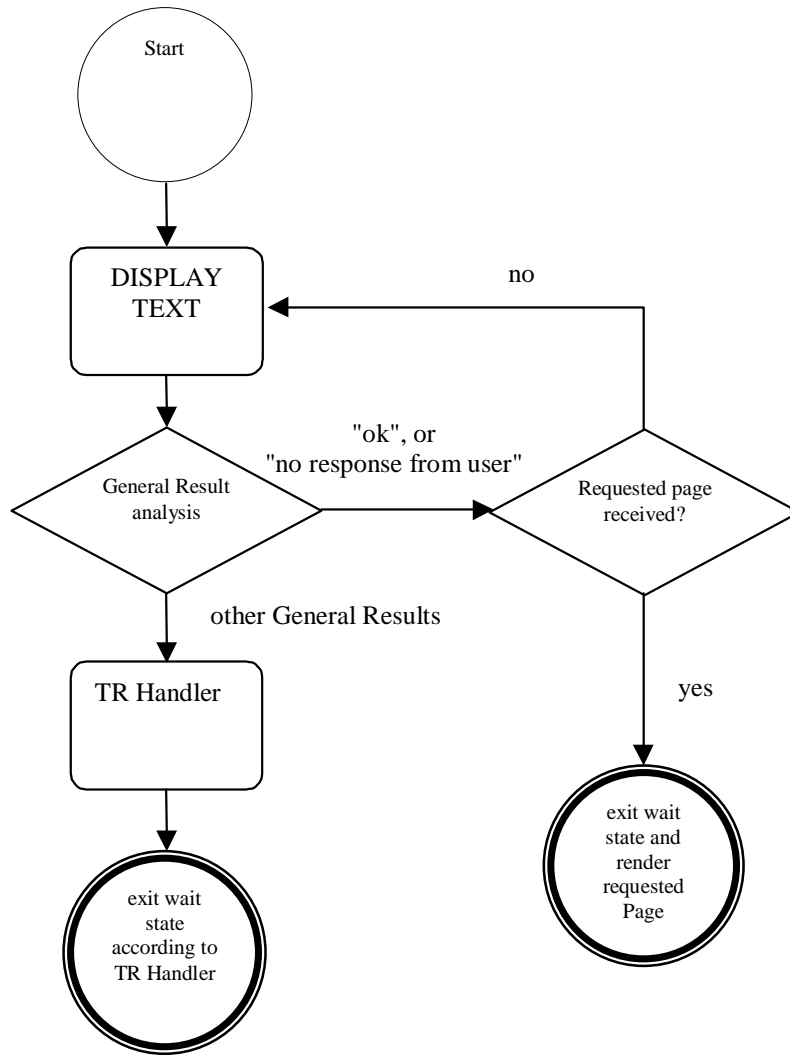 Start
DISPLAY
TEXT
no
"ok", or
"no response from user"
General Result
analysis
Requested page
received?
other General Results
TR Handler
yes
exit wait
state and
render
requested
Page
exit wait
state
according to
TR Handler